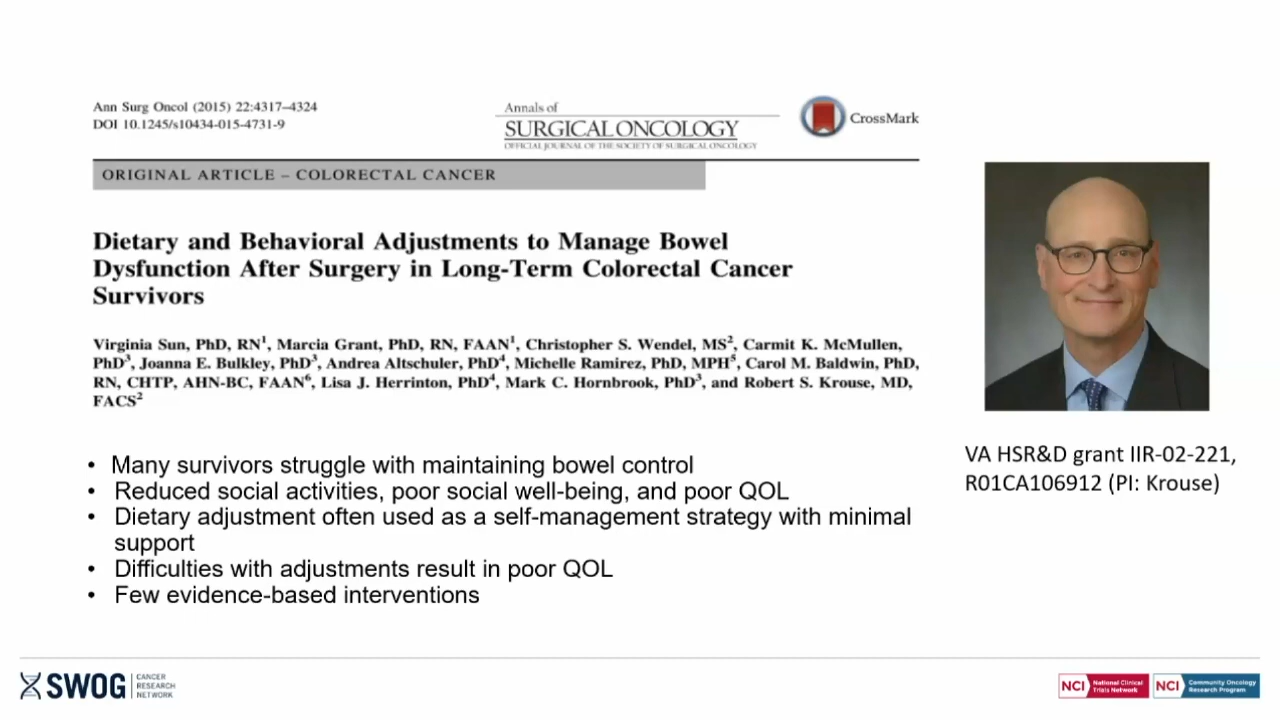 Ann Surg Oncol (2015) 22:4317–4324
DOI 10.1245/s10434-015-4731-9
Annals of
SURGICAL ONCOLOGY
OFFICIAL JOURNAL OF THE SOCIETY OF SURGICAL ONCOLOGY
CrossMark
ORIGINAL ARTICLE – COLORECTAL CANCER
Dietary and Behavioral Adjustments to Manage Bowel
Dysfunction After Surgery in Long-Term Colorectal Cancer
Survivors
Virginia Sun, PhD, RN¹, Marcia Grant, PhD, RN, FAAN¹, Christopher S. Wendel, MS², Carmit K. McMullen,
PhD³, Joanna E. Bulkley, PhD³, Andrea Altschuler, PhD⁴, Michelle Ramirez, PhD, MPH⁵, Carol M. Baldwin, PhD,
RN, CHTP, AHN-BC, FAAN⁶, Lisa J. Herrinton, PhD⁴, Mark C. Hornbrook, PhD³, and Robert S. Krouse, MD,
FACS²
• Many survivors struggle with maintaining bowel control
• Reduced social activities, poor social well-being, and poor QOL
• Dietary adjustment often used as a self-management strategy with minimal
support
• Difficulties with adjustments result in poor QOL
• Few evidence-based interventions
VA HSR&D grant IIR-02-221,
R01CA106912 (PI: Krouse)
SWOG
CANCER
RESEARCH
NETWORK
NCI
National Clinical
Trials Network
NCI
Community Oncology
Research Program